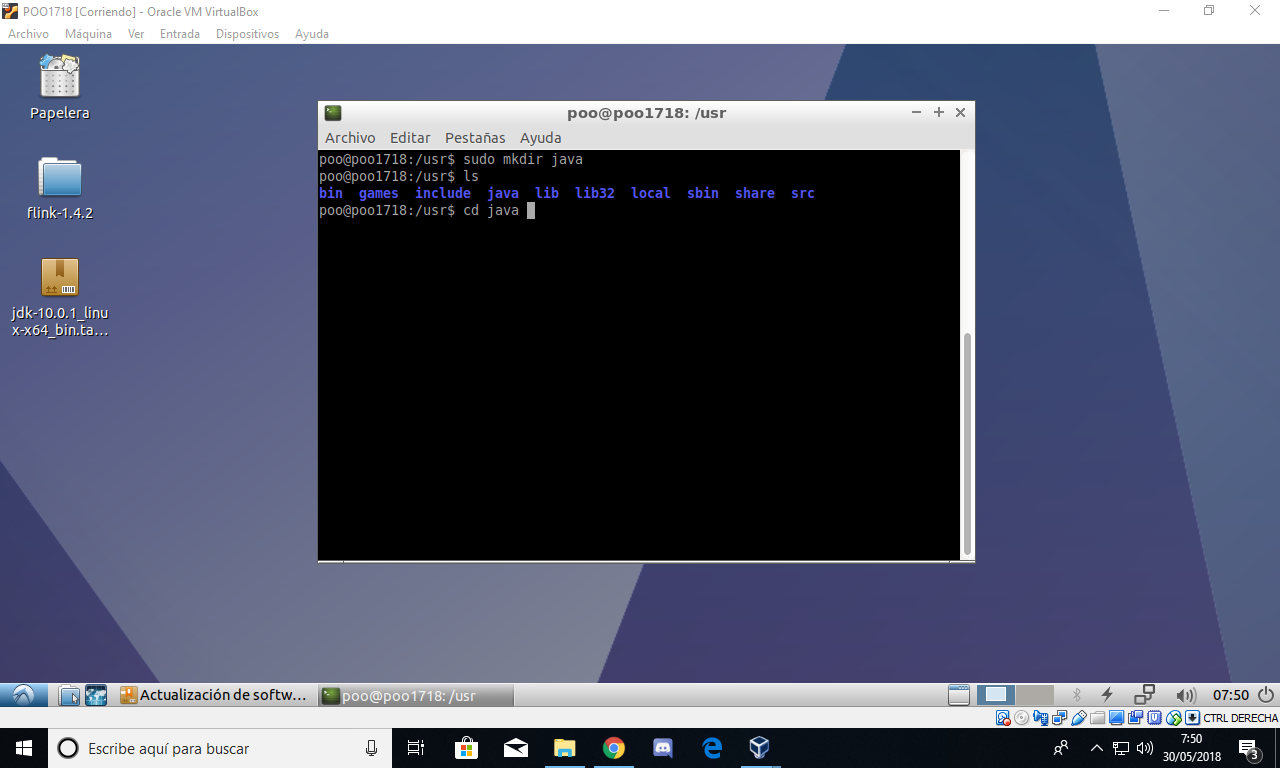 POO1718 [Corriendo] - Oracle VM VirtualBox
Archivo Máquina Ver Entrada Dispositivos Ayuda
Papelera
flink-1.4.2
jdk-10.0.1_linu
x-x64_bin.ta...
poo@poo1718: /usr
Archivo Editar Pestañas Ayuda
poo@poo1718:/usr$ sudo mkdir java
poo@poo1718:/usr$ ls
bin games include java lib lib32 local sbin share src
poo@poo1718:/usr$ cd java
Actualización de softw... poo@poo1718: /usr 07:50
CTRL DERECHA
Escribe aquí para buscar
7:50
30/05/2018
3